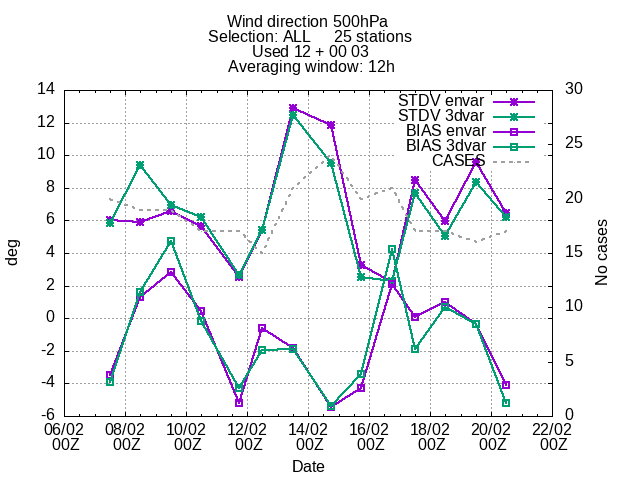 Wind direction 500hPa
Selection: ALL 25 stations
Used 12 + 00 03
Averaging window: 12h
STDV envar
STDV 3dvar
BIAS envar
BIAS 3dvar
CASES
14
12
10
8
6
4
2
0
-2
-4
-6
deg
30
25
20
15
10
5
0
No cases
06/02 08/02 10/02 12/02 14/02 16/02 18/02 20/02 22/02
00Z 00Z 00Z 00Z 00Z 00Z 00Z 00Z 00Z
Date